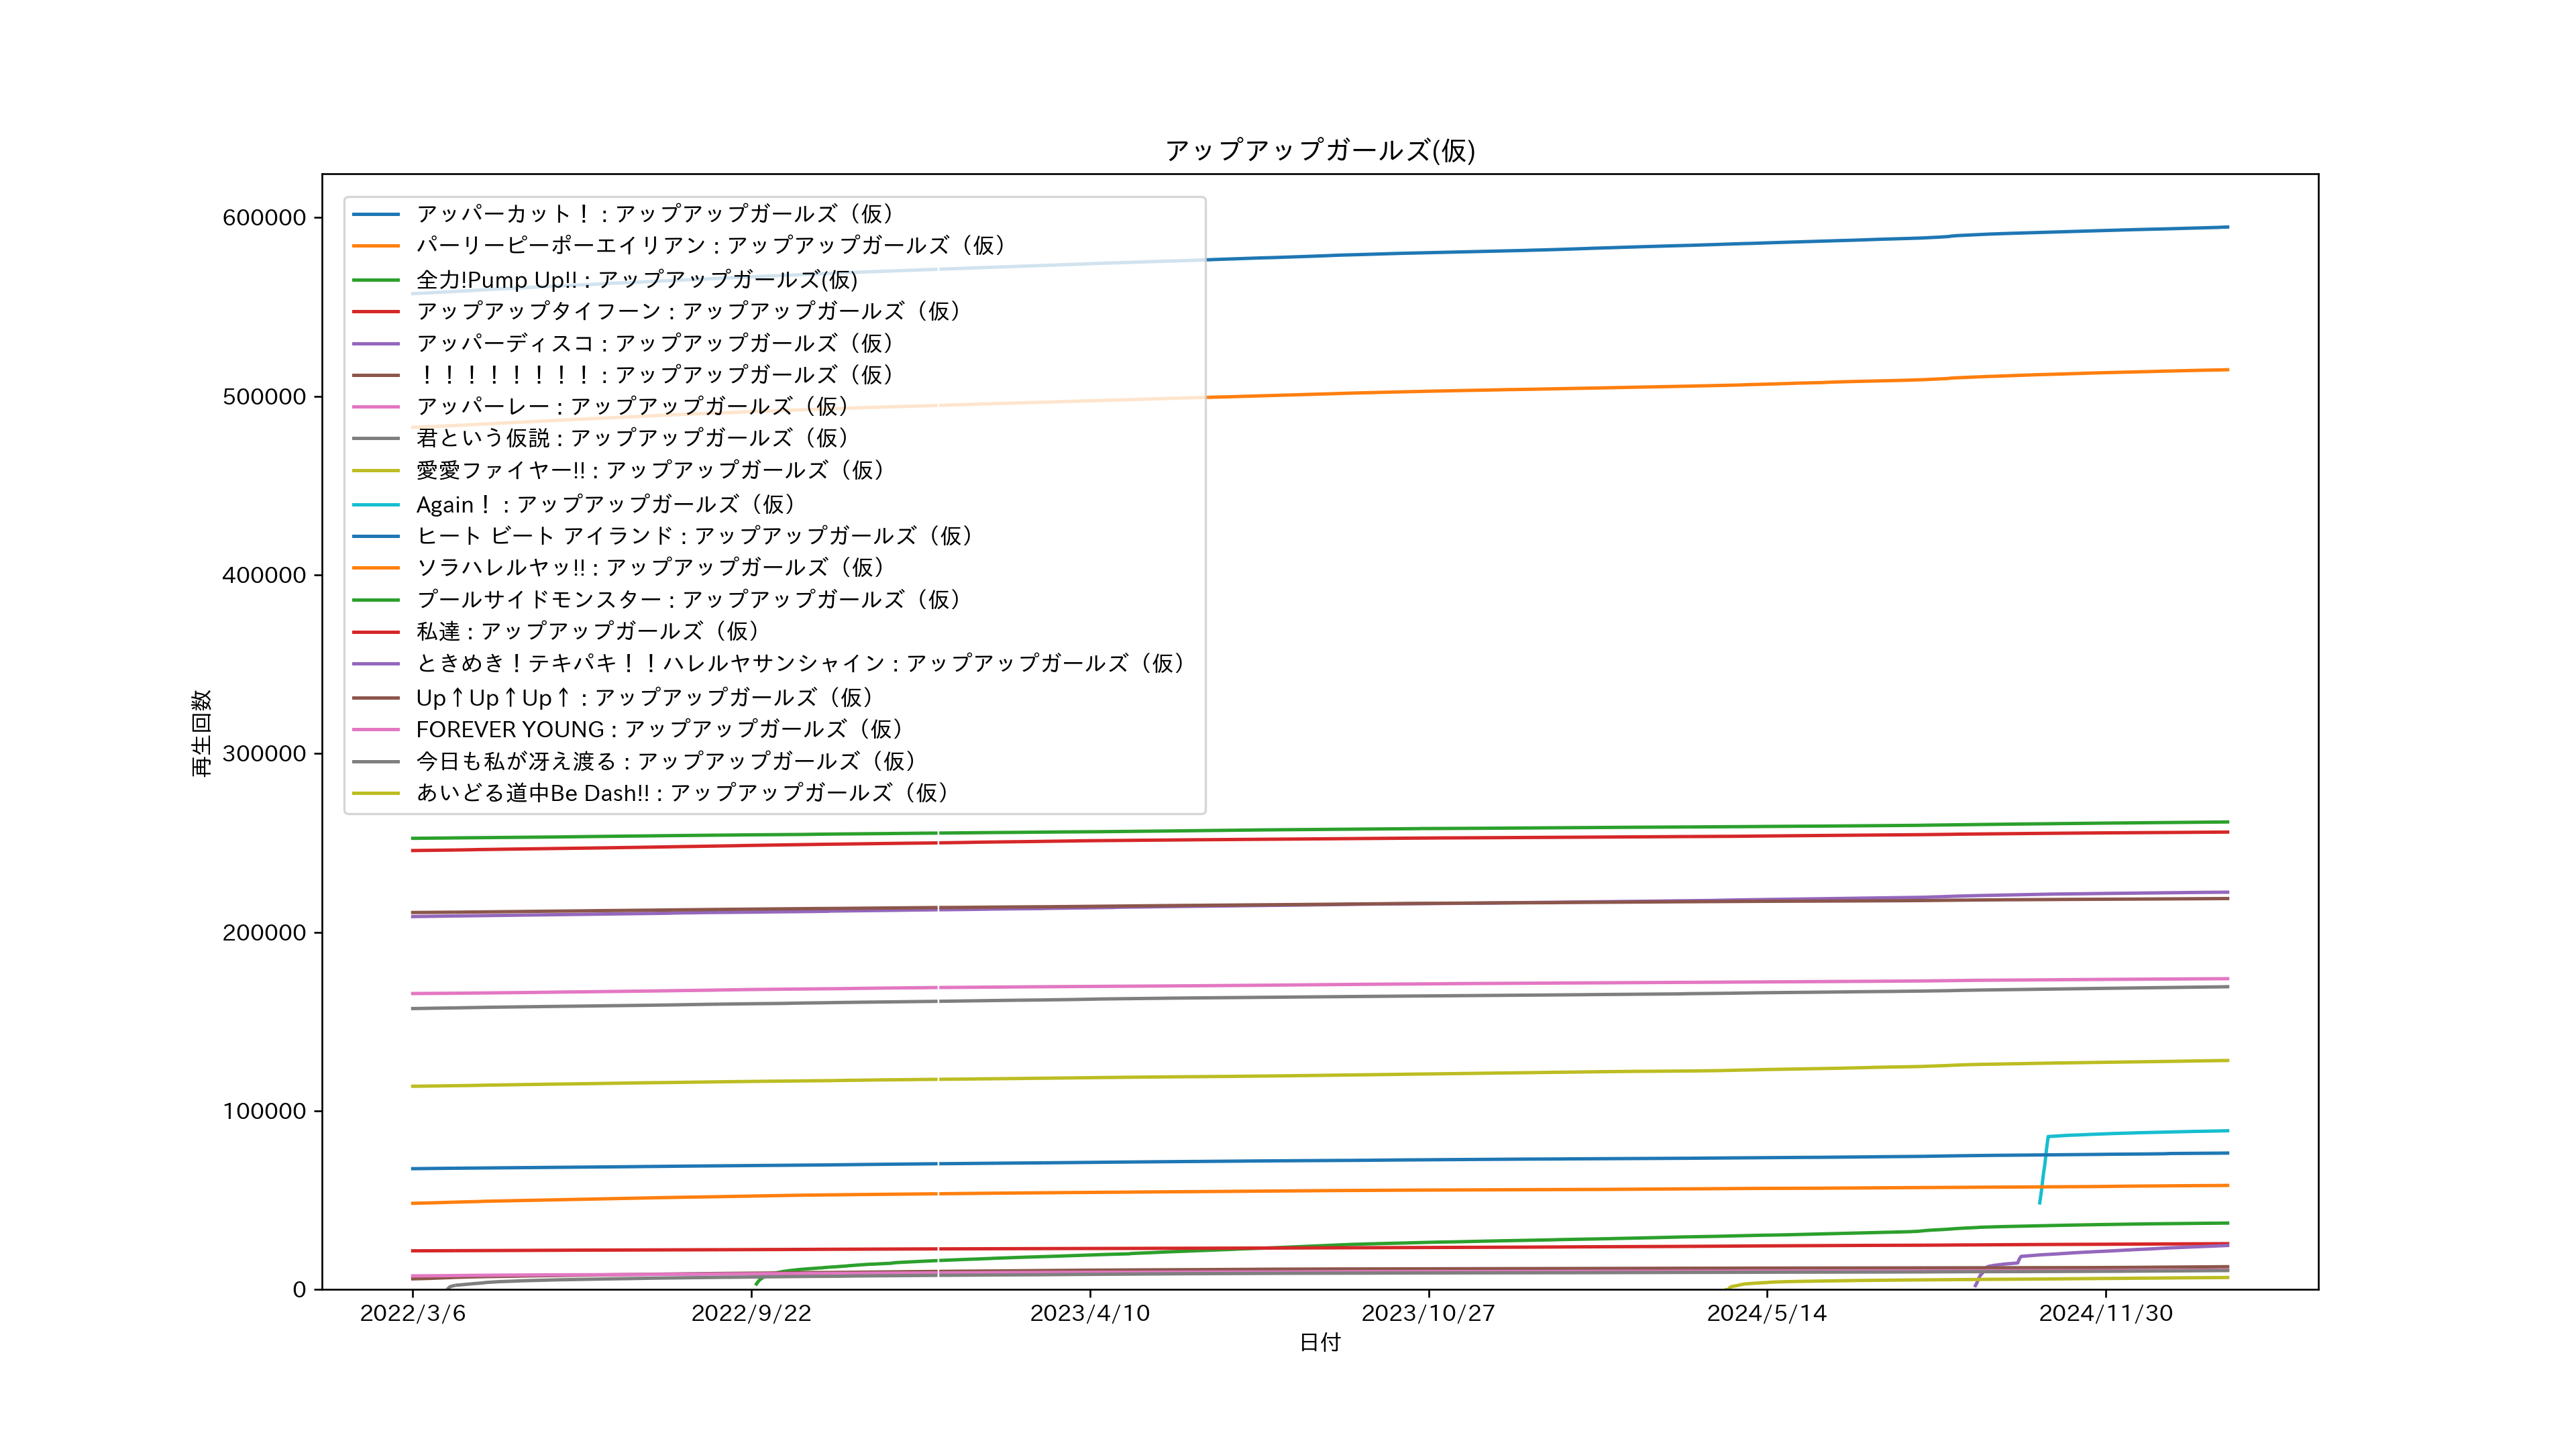 アップアップガールズ(仮)
600000
500000
400000
300000
200000
100000
0
再生回数
アッパーカット！ : アップアップガールズ（仮）
パーリーピーポーエイリアン : アップアップガールズ（仮）
全力!Pump Up!! : アップアップガールズ(仮)
アップアップタイフーン : アップアップガールズ（仮）
アッパーディスコ : アップアップガールズ（仮）
！！！！！！！！ : アップアップガールズ（仮）
アッパーレー : アップアップガールズ（仮）
君という仮説 : アップアップガールズ（仮）
愛愛ファイヤー!! : アップアップガールズ（仮）
Again！ : アップアップガールズ（仮）
ヒート ビート アイランド : アップアップガールズ（仮）
ソラハレルヤッ!! : アップアップガールズ（仮）
プールサイドモンスター : アップアップガールズ（仮）
私達 : アップアップガールズ（仮）
ときめき！テキパキ！！ハレルヤサンシャイン : アップアップガールズ（仮）
Up↑Up↑Up↑ : アップアップガールズ（仮）
FOREVER YOUNG : アップアップガールズ（仮）
今日も私が冴え渡る : アップアップガールズ（仮）
あいどる道中Be Dash!! : アップアップガールズ（仮）
2022/3/6 2022/9/22 2023/4/10 2023/10/27 2024/5/14 2024/11/30
日付